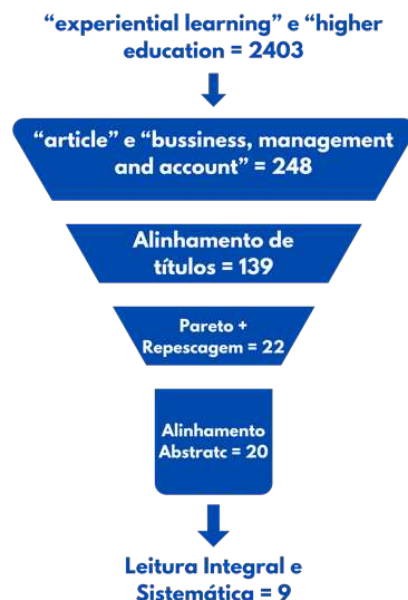 “experiential learning” e “higher
education = 2403
“article” e “bussiness, management
and account” = 248
Alinhamento de
títulos = 139
Pareto +
Repescagem = 22
Alinhamento
Abstratc = 20
Leitura Integral e
Sistemática = 9